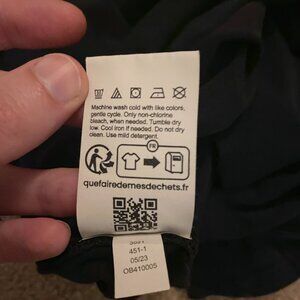 Machine wash cold with like colors,
gentle cycle. Only non-chlorine
bleach, when needed. Tumble dry
low. Cool iron if needed. Do not dry
clean. Use mild detergent.
FR
quefairedemesdechets.fr
451-1
05/23
OB410005